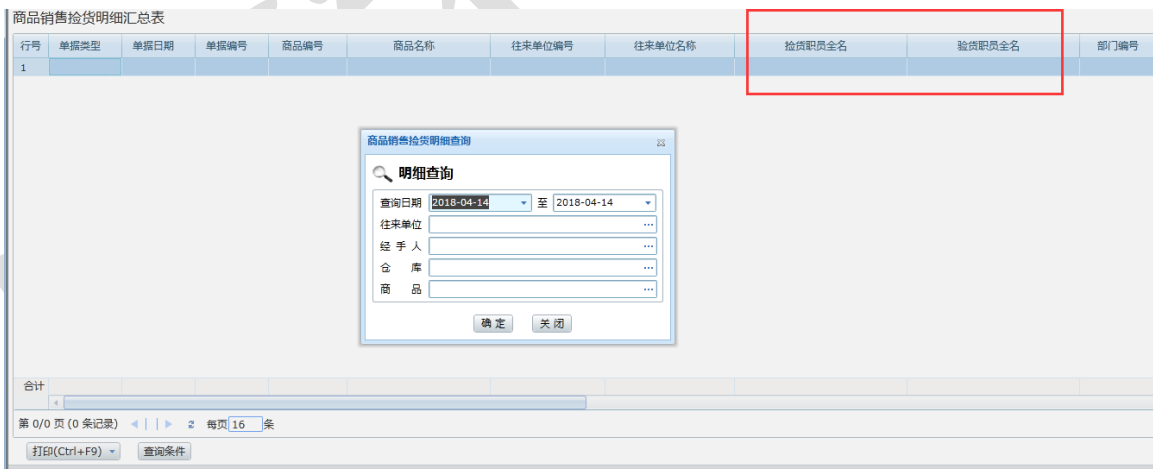 商品销售捡货明细汇总表
行号 单据类型 单据日期 单据编号 商品编号 商品名称 往来单位编号 往来单位名称 捡货职员全名 验货职员全名 部门编号
1
商品销售捡货明细查询
明细查询
查询日期 2018-04-14 至 2018-04-14
往来单位 ...
经手人 ...
仓库 ...
商品 ...
确定 关闭
合计
第 0/0 页 (0 条记录) 每页 16 条
打印(Ctrl+F9) 查询条件